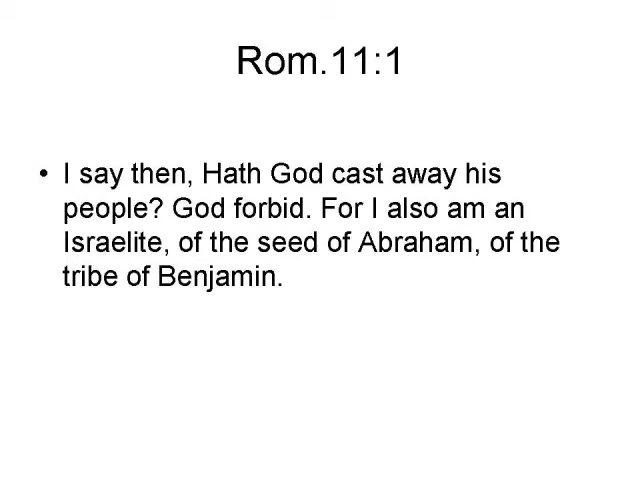 Rom.11:1
• I say then, Hath God cast away his
people? God forbid. For I also am an
Israelite, of the seed of Abraham, of the
tribe of Benjamin.